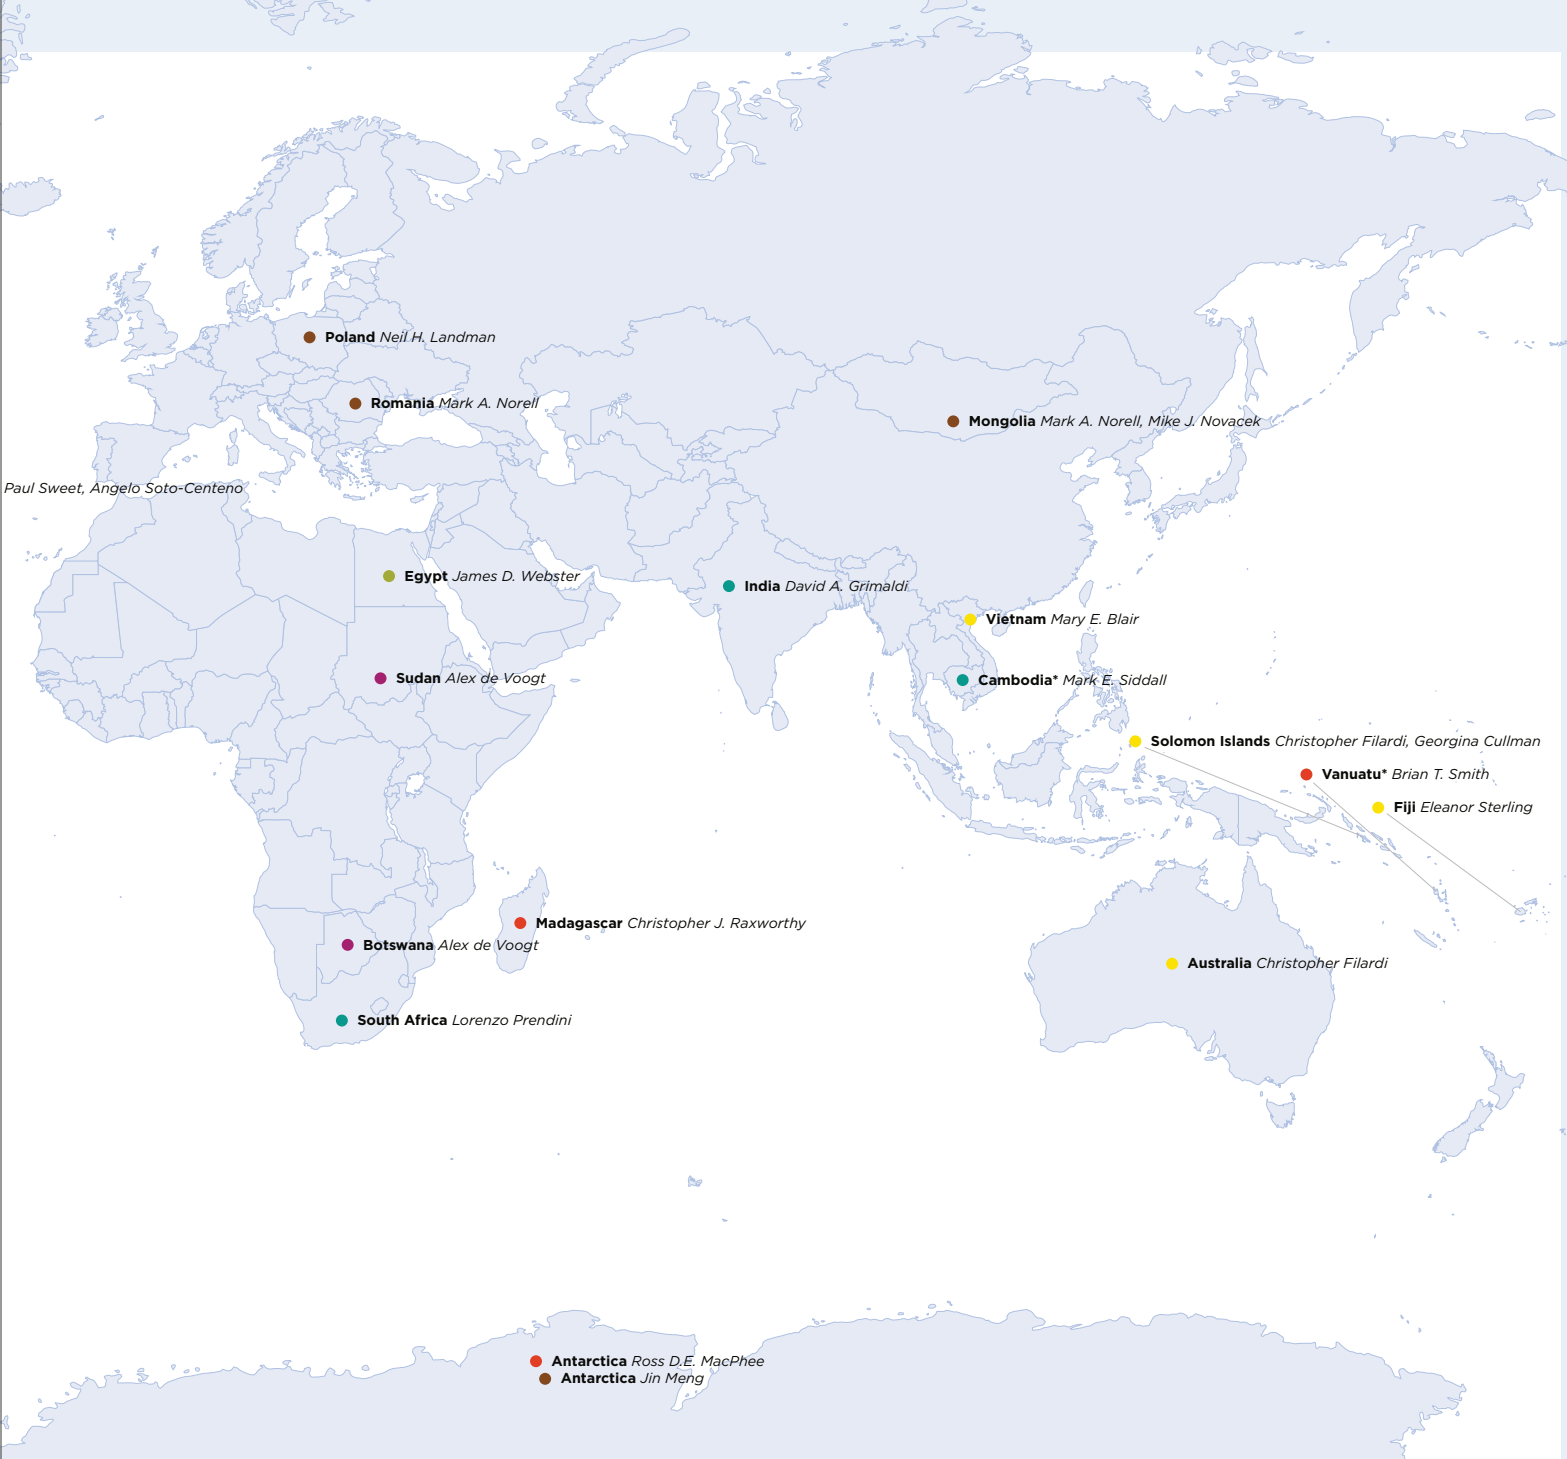 Poland Neil H. Landman
Romania Mark A. Norell
Mongolia Mark A. Norell, Mike J. Novacek
Paul Sweet, Angelo Soto-Centeno
Egypt James D. Webster
India David A. Grimaldi
Vietnam Mary E. Blair
Sudan Alex de Voogt
Cambodia* Mark E. Siddall
Solomon Islands Christopher Filardi, Georgina Cullman
Vanuatu* Brian T. Smith
Fiji Eleanor Sterling
Madagascar Christopher J. Raxworthy
Botswana Alex de Voogt
Australia Christopher Filardi
South Africa Lorenzo Prendini
Antarctica Ross D.E. MacPhee
Antarctica Jin Meng